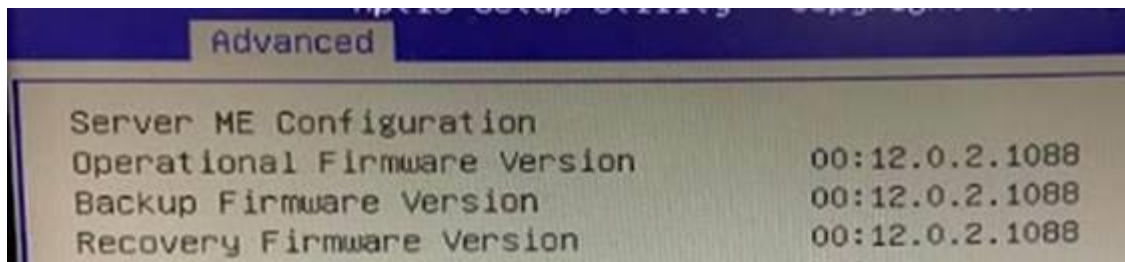 Advanced
Server ME Configuration
Operational Firmware Version 00:12.0.2.1088
Backup Firmware Version 00:12.0.2.1088
Recovery Firmware Version 00:12.0.2.1088